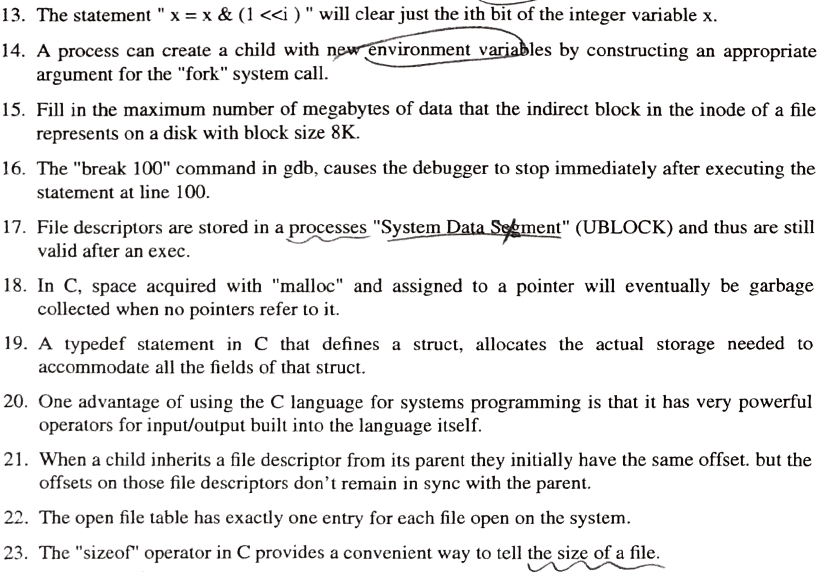 13. The statement " x = x & (1 <<i ) " will clear just the ith bit of the integer variable x.
14. A process can create a child with new environment variables by constructing an appropriate
argument for the "fork" system call.
15. Fill in the maximum number of megabytes of data that the indirect block in the inode of a file
represents on a disk with block size 8K.
16. The "break 100" command in gdb, causes the debugger to stop immediately after executing the
statement at line 100.
17. File descriptors are stored in a processes "System Data Segment" (UBLOCK) and thus are still
valid after an exec.
18. In C, space acquired with "malloc" and assigned to a pointer will eventually be garbage
collected when no pointers refer to it.
19. A typedef statement in C that defines a struct, allocates the actual storage needed to
accommodate all the fields of that struct.
20. One advantage of using the C language for systems programming is that it has very powerful
operators for input/output built into the language itself.
21. When a child inherits a file descriptor from its parent they initially have the same offset. but the
offsets on those file descriptors don't remain in sync with the parent.
22. The open file table has exactly one entry for each file open on the system.
23. The "sizeof" operator in C provides a convenient way to tell the size of a file.